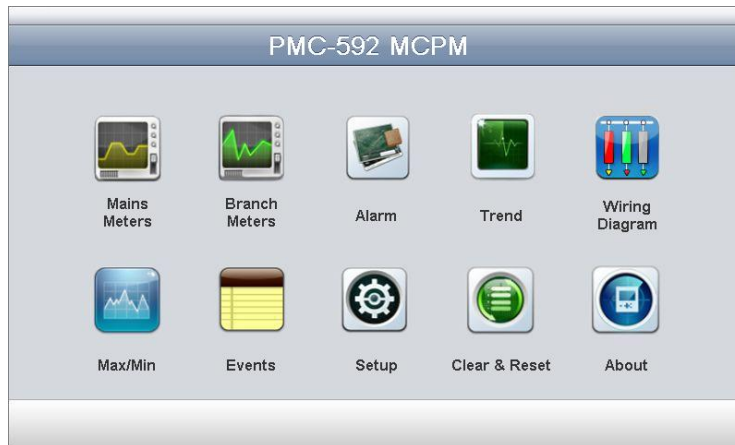 PMC-592 MCPM
Mains
Meters
Branch
Meters
Alarm
Trend
Wiring
Diagram
Max/Min
Events
Setup
Clear & Reset
About